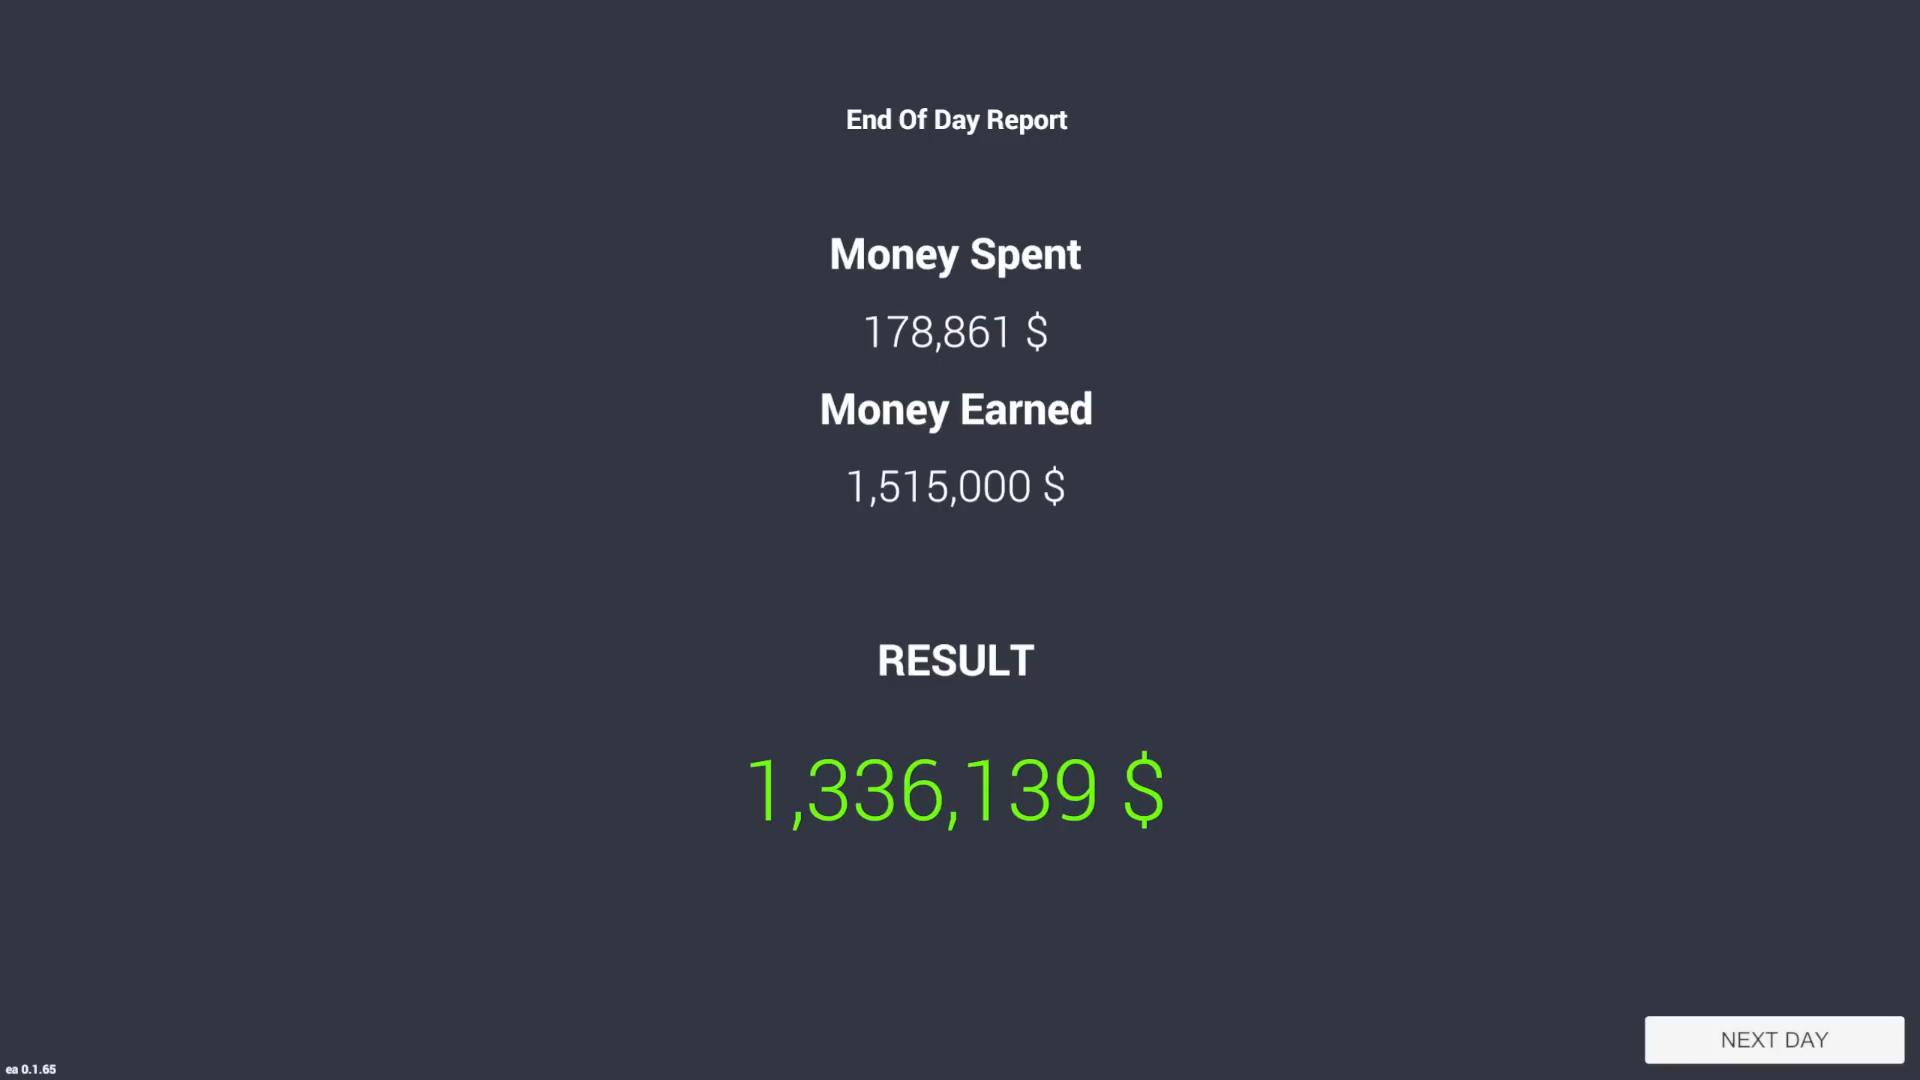 End Of Day Report
Money Spent
178,861 $
Money Earned
1,515,000 $
RESULT
1,336,139 $
NEXT DAY
ea 0.1.65